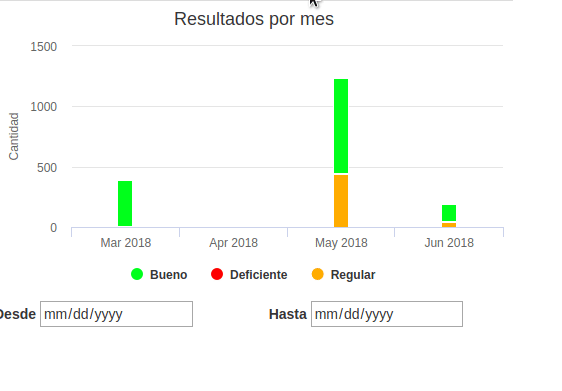 Resultados por mes
1500
1000
500
0
Cantidad
Mar 2018 Apr 2018 May 2018 Jun 2018
Bueno Deficiente Regular
Desde mm/dd/yyyy Hasta mm/dd/yyyy